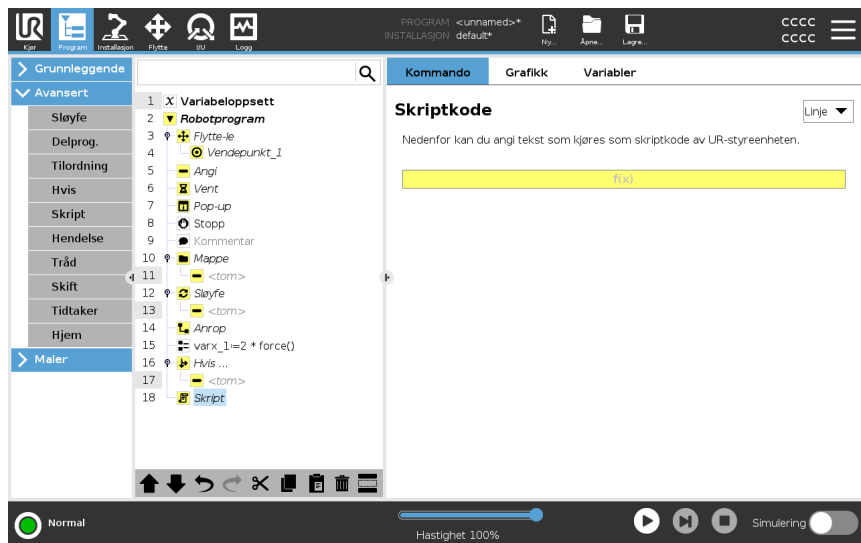 UR
PROGRAM <unnamed>*
INSTALLASJON default*
CCCC
CCCC
Kjør
Program
Installasjon
Flytte
I/U
Logg
Ny...
Åpne...
Lagre...
Grunnleggende
Avansert
Sløyfe
Delprog.
Tilordning
Hvis
Skript
Hendelse
Tråd
Skift
Tidtaker
Hjem
Maler
1 x Variabeloppsett
2 Robotprogram
3 Flytte-le
4 Vendepunkt_1
5 Angi
6 Vent
7 Pop-up
8 Stopp
9 Kommentar
10 Mappe
11 <tom>
12 Sløyfe
13 <tom>
14 Anrop
15 varx_1≔2 * force()
16 Hvis ...
17 <tom>
18 Skript
Kommando
Grafikk
Variabler
Skriptkode
Linje
Nedenfor kan du angi tekst som kjøres som skriptkode av UR-styreenheten.
f(x)
Normal
Hastighet 100%
Simulering